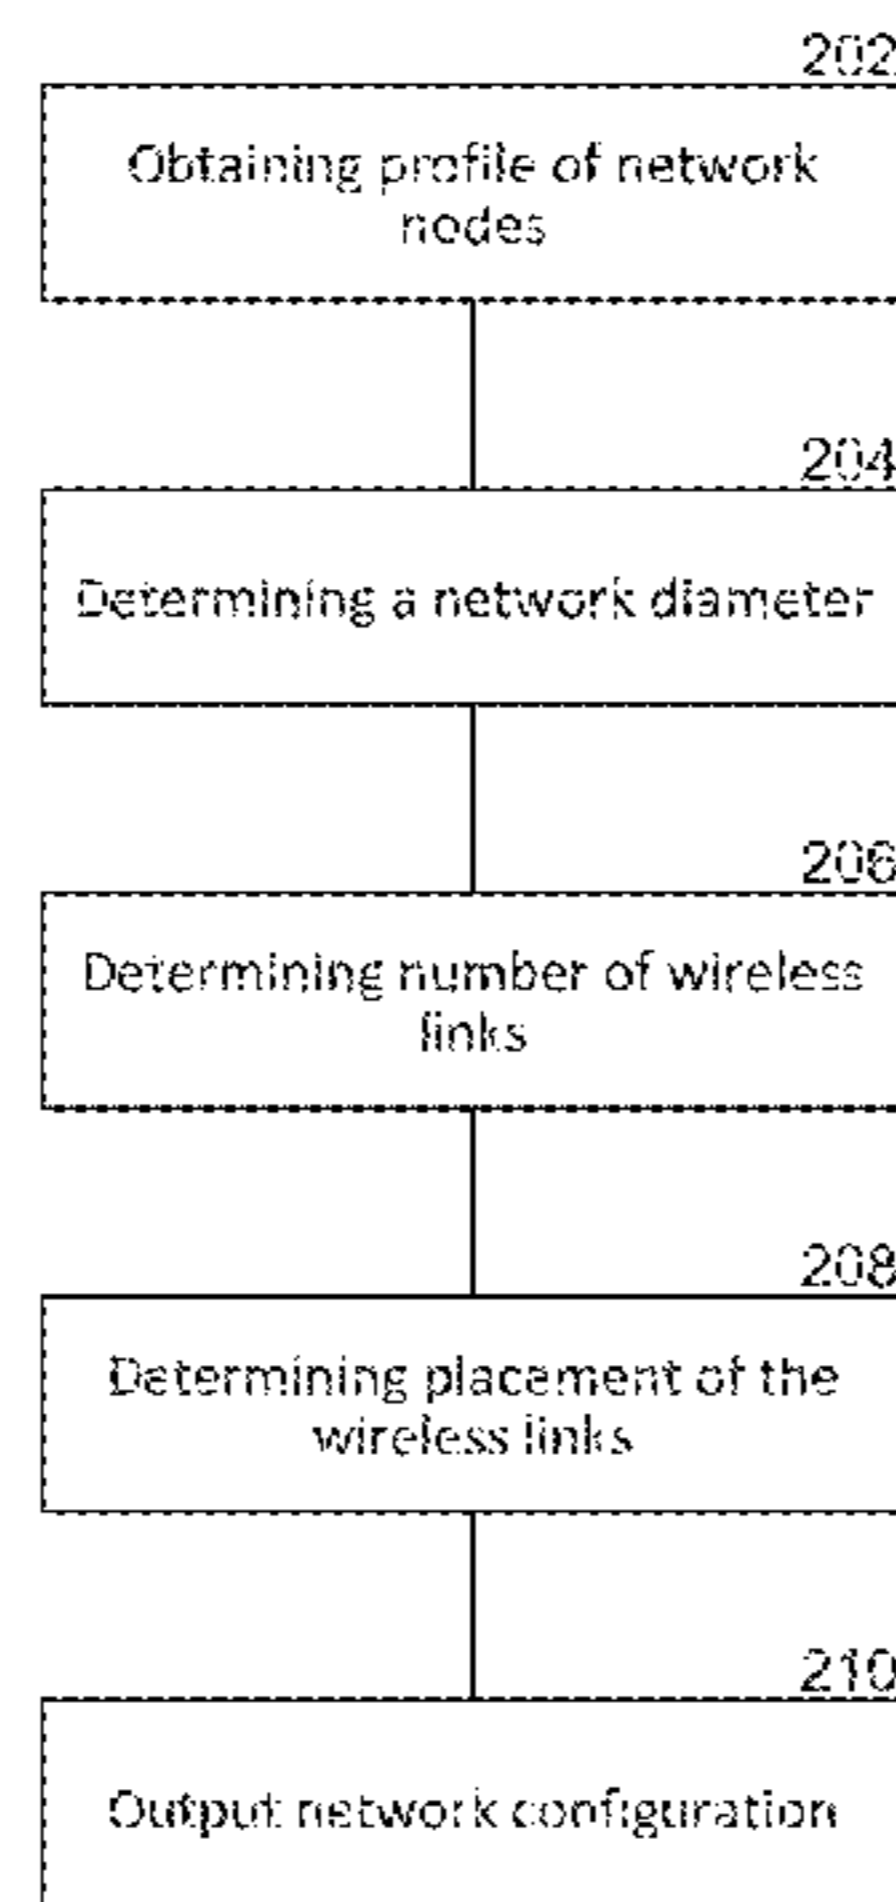 202
Obtaining profile of network
nodes
204
Determining a network diameter
206
Determining number of wireless
links
208
Determining placement of the
wireless links
210
Output network configuration